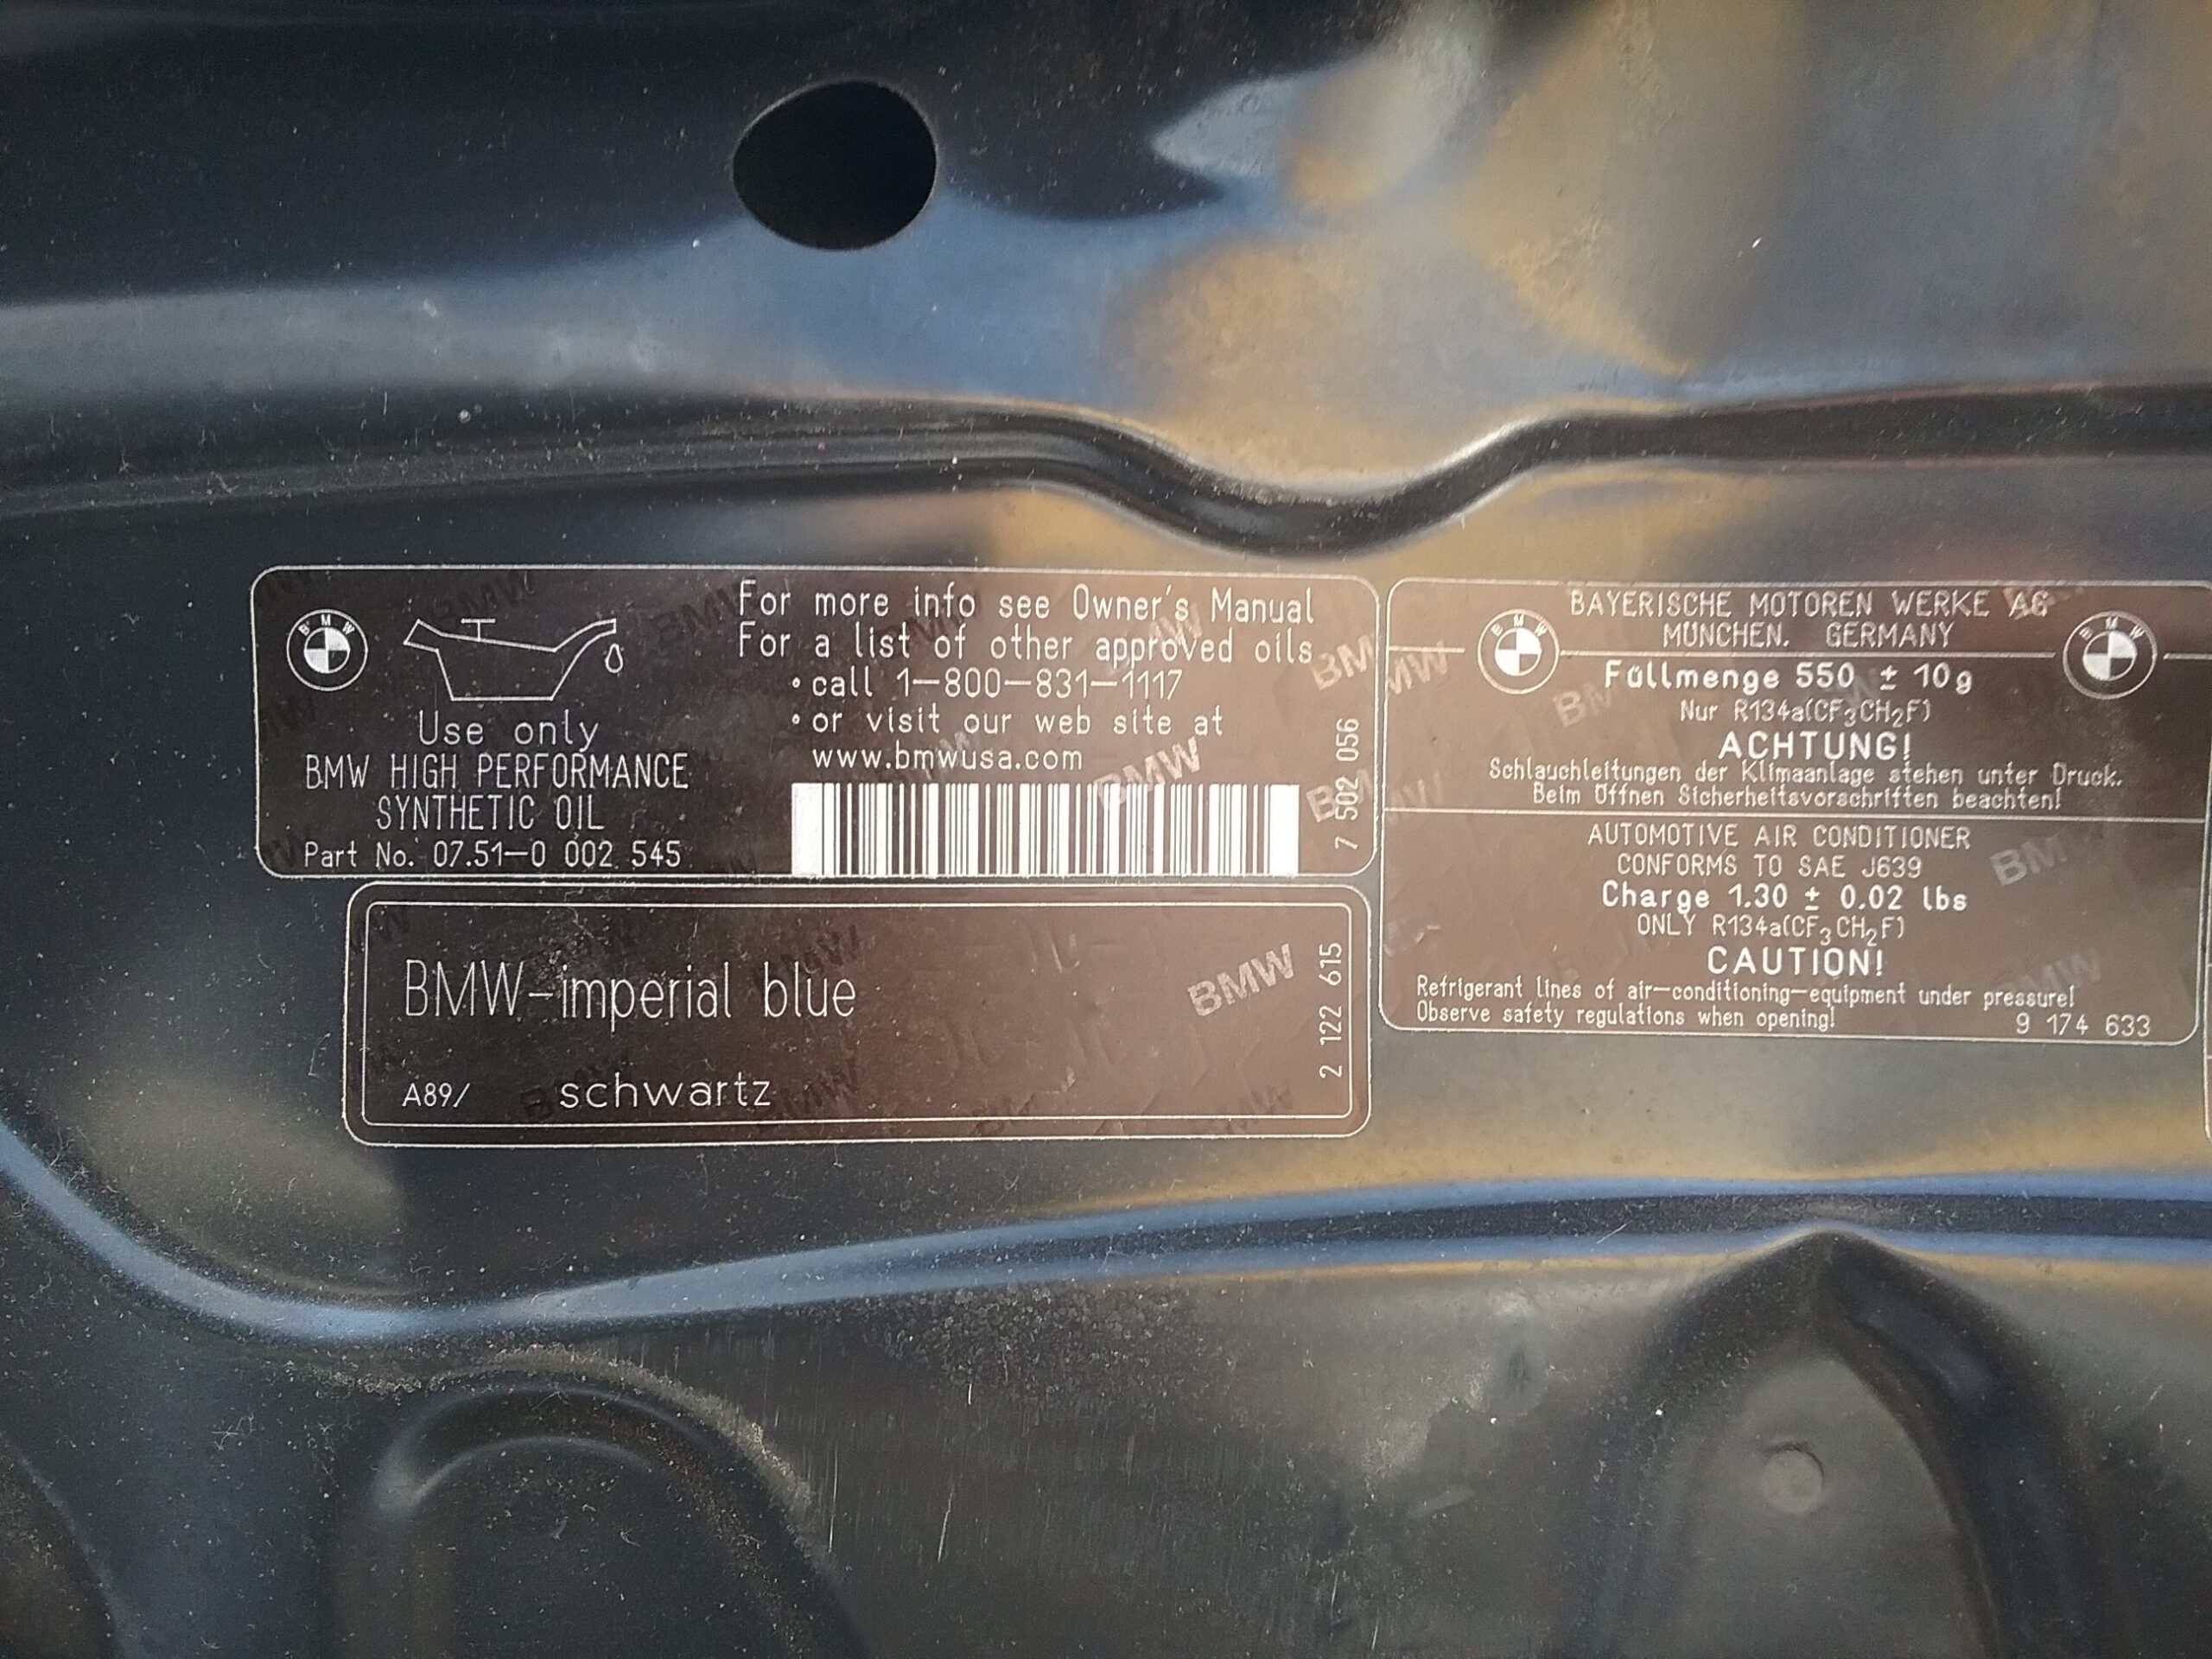 For more info see Owner's Manual
For a list of other approved oils
•call 1-800-831-1117
•or visit our web site at
www.bmwusa.com
Use only
BMW HIGH PERFORMANCE
SYNTHETIC OIL
Part No. 07.51-0 002 545
7 502 056
BMW-imperial blue
A89/ schwartz
2 122 615
BMW
BAYERISCHE MOTOREN WERKE AG
MÜNCHEN. GERMANY
Füllmenge 550 ± 10g
Nur R134a(CF3CH2F)
ACHTUNG!
Schlauchleitungen der Klimaanlage stehen unter Druck.
Beim Öffnen Sicherheitsvorschriften beachten!
AUTOMOTIVE AIR CONDITIONER
CONFORMS TO SAE J639
Charge 1.30 ± 0.02 lbs
ONLY R134a(CF3CH2F)
CAUTION!
Refrigerant lines of air-conditioning-equipment under pressure!
Observe safety regulations when opening!
9 174 633